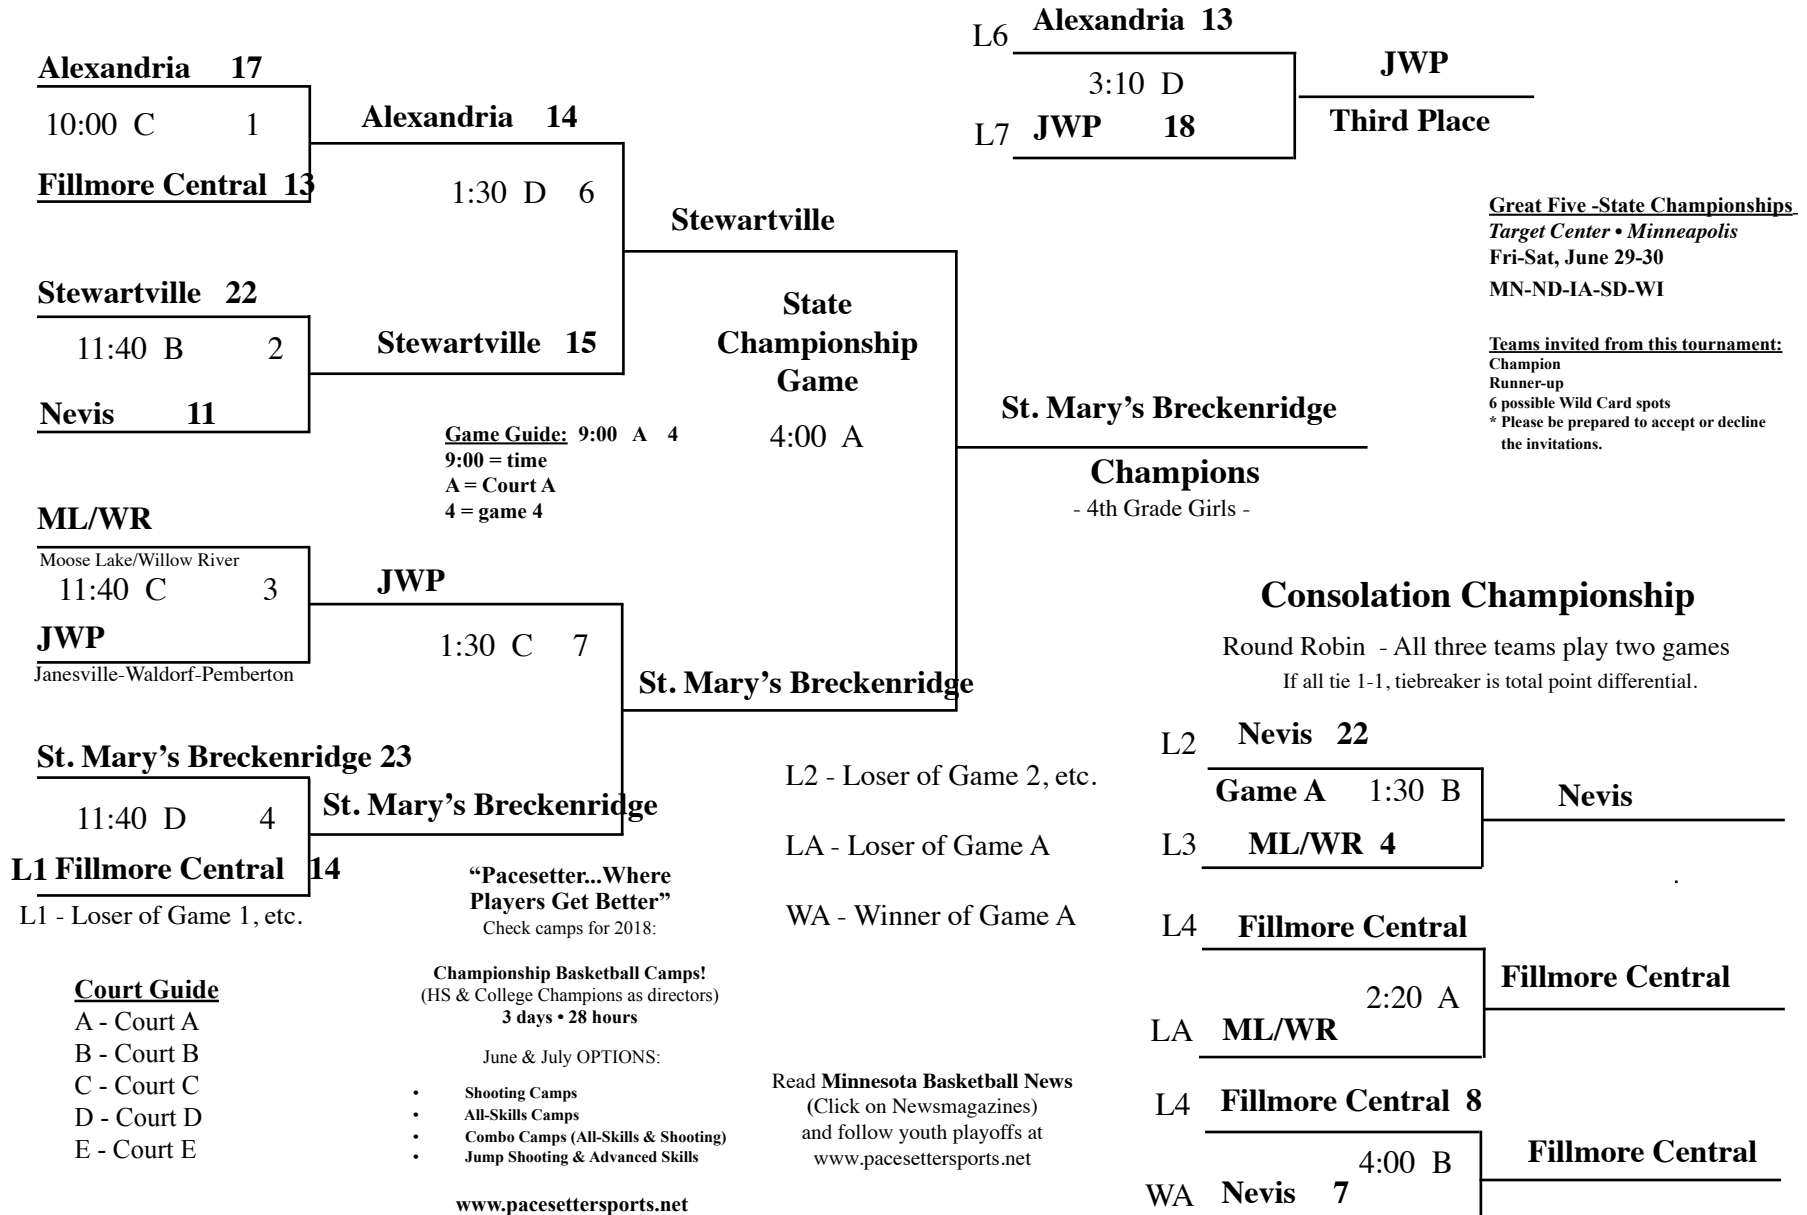 Alexandria 17
10:00 C 1
Fillmore Central 13
Stewartville 22
11:40 B 2
Nevis 11
ML/WR
Moose Lake/Willow River
11:40 C 3
JWP
Janesville-Waldorf-Pemberton
St. Mary’s Breckenridge 23
11:40 D 4
L1 Fillmore Central 14
L1 - Loser of Game 1, etc.
Court Guide
A - Court A
B - Court B
C - Court C
D - Court D
E - Court E
Alexandria 14
1:30 D 6
Stewartville 15
Game Guide: 9:00 A 4
9:00 = time
A = Court A
4 = game 4
JWP
1:30 C 7
St. Mary’s Breckenridge
“Pacesetter...Where
Players Get Better”
Check camps for 2018:
Championship Basketball Camps!
(HS & College Champions as directors)
3 days • 28 hours
June & July OPTIONS:
• Shooting Camps
• All-Skills Camps
• Combo Camps (All-Skills & Shooting)
• Jump Shooting & Advanced Skills
www.pacesettersports.net
Stewartville
State
Championship
Game
4:00 A
St. Mary’s Breckenridge
L2 - Loser of Game 2, etc.
LA - Loser of Game A
WA - Winner of Game A
Read Minnesota Basketball News
(Click on Newsmagazines)
and follow youth playoffs at
www.pacesettersports.net
L6 Alexandria 13
3:10 D
L7 JWP 18
JWP
Third Place
St. Mary’s Breckenridge
Champions
- 4th Grade Girls -
Great Five -State Championships
Target Center • Minneapolis
Fri-Sat, June 29-30
MN-ND-IA-SD-WI
Teams invited from this tournament:
Champion
Runner-up
6 possible Wild Card spots
* Please be prepared to accept or decline
the invitations.
Consolation Championship
Round Robin - All three teams play two games
If all tie 1-1, tiebreaker is total point differential.
L2 Nevis 22
Game A 1:30 B
L3 ML/WR 4
Nevis
L4 Fillmore Central
2:20 A
LA ML/WR
Fillmore Central
L4 Fillmore Central 8
4:00 B
WA Nevis 7
Fillmore Central